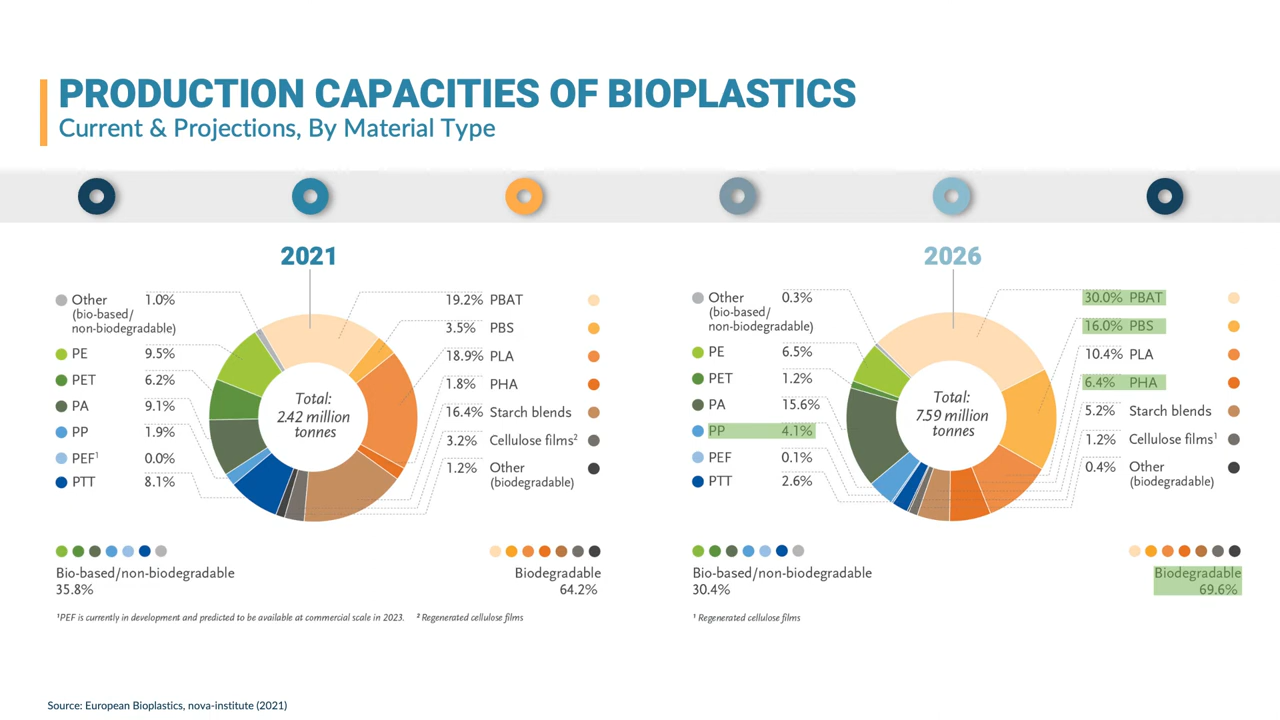 PRODUCTION CAPACITIES OF BIOPLASTICS
Current & Projections, By Material Type
2021
Other 1.0%
(bio-based/
non-biodegradable)
PE 9.5%
PET 6.2%
PA 9.1%
PP 1.9%
PEF¹ 0.0%
PTT 8.1%
Total:
2.42 million
tonnes
19.2% PBAT
3.5% PBS
18.9% PLA
1.8% PHA
16.4% Starch blends
3.2% Cellulose films²
1.2% Other
(biodegradable)
Bio-based/non-biodegradable
35.8%
Biodegradable
64.2%
¹PEF is currently in development and predicted to be available at commercial scale in 2023. ² Regenerated cellulose films
2026
Other 0.3%
(bio-based/
non-biodegradable)
PE 6.5%
PET 1.2%
PA 15.6%
PP 4.1%
PEF 0.1%
PTT 2.6%
Total:
7.59 million
tonnes
30.0% PBAT
16.0% PBS
10.4% PLA
6.4% PHA
5.2% Starch blends
1.2% Cellulose films¹
0.4% Other
(biodegradable)
Bio-based/non-biodegradable
30.4%
Biodegradable
69.6%
¹ Regenerated cellulose films
Source: European Bioplastics, nova-institute (2021)